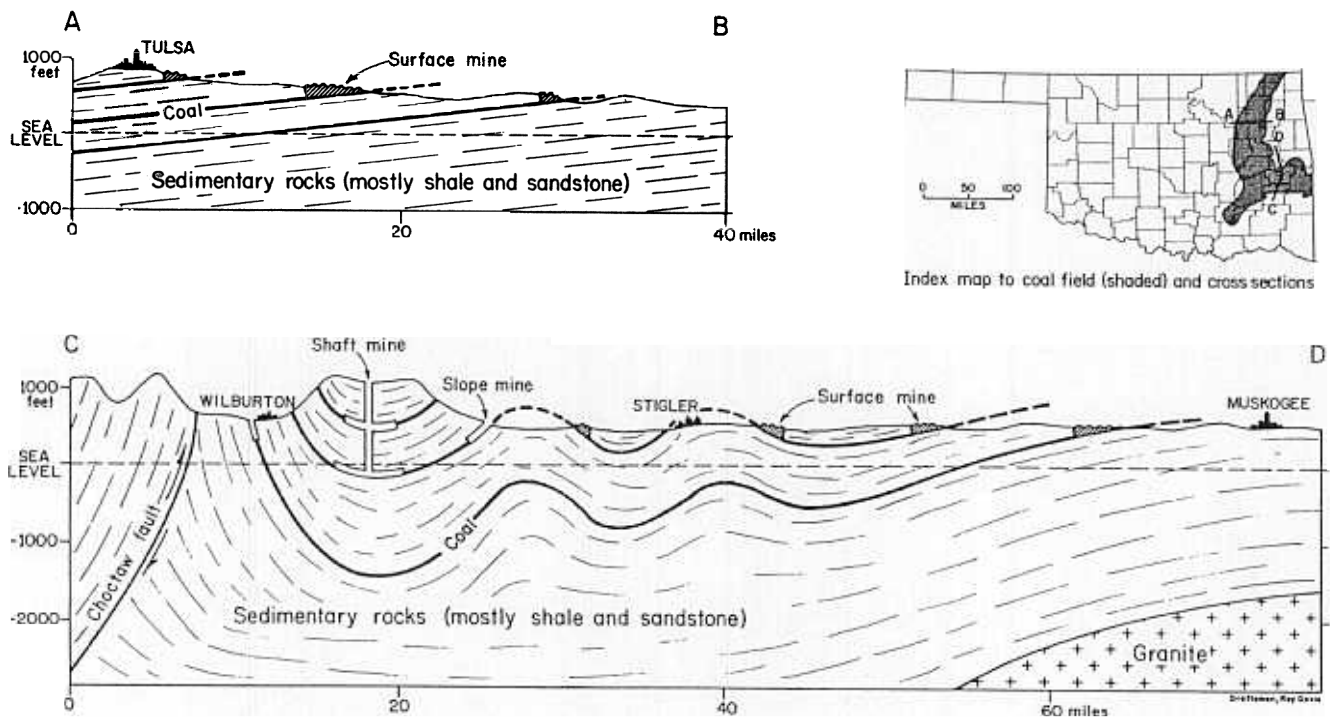 A
B
TULSA
1000
feet
Surface mine
Coal
SEA
LEVEL
Sedimentary rocks (mostly shale and sandstone)
-1000
0
20
40 miles
A
B
D
C
0 50 100
MILES
Index map to coal field (shaded) and cross sections
C
D
Shaft mine
1000
feet
WILBURTON
Slope mine
STIGLER
Surface mine
MUSKOGEE
SEA
LEVEL
Choctaw fault
Coal
-1000
-2000
Sedimentary rocks (mostly shale and sandstone)
Granite
0
20
40
60 miles